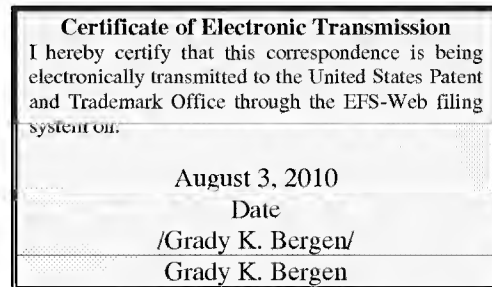 Certificate of Electronic Transmission
I hereby certify that this correspondence is being
electronically transmitted to the United States Patent
and Trademark Office through the EFS-Web filing
system on:
August 3, 2010
Date
/Grady K. Bergen/
Grady K. Bergen